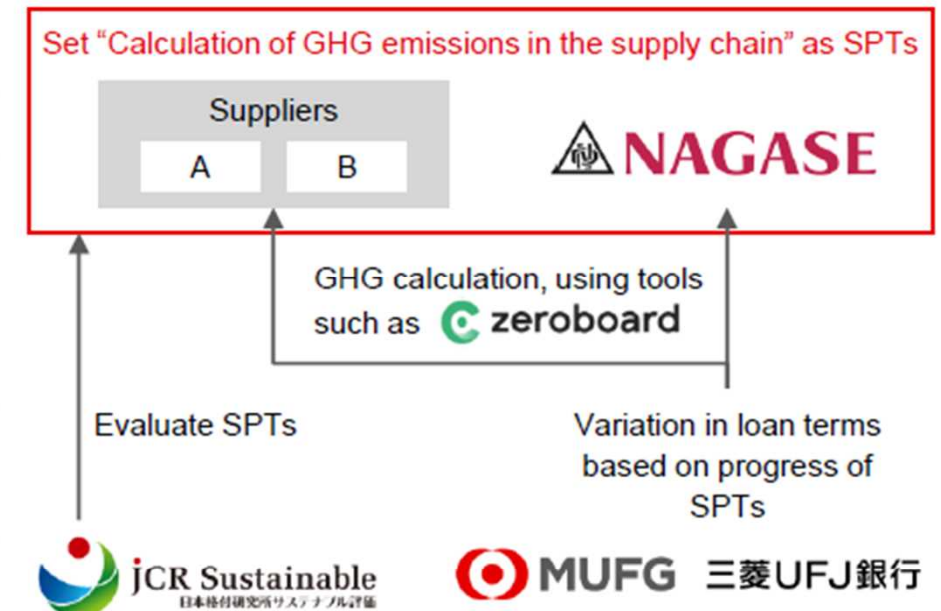 Set “Calculation of GHG emissions in the supply chain” as SPTs
Suppliers
A
B
NAGASE
GHG calculation, using tools
such as zeroboard
Evaluate SPTs
Variation in loan terms
based on progress of
SPTs
JCR Sustainable
日本格付研究所サステナブル評価
MUFG 三菱UFJ銀行